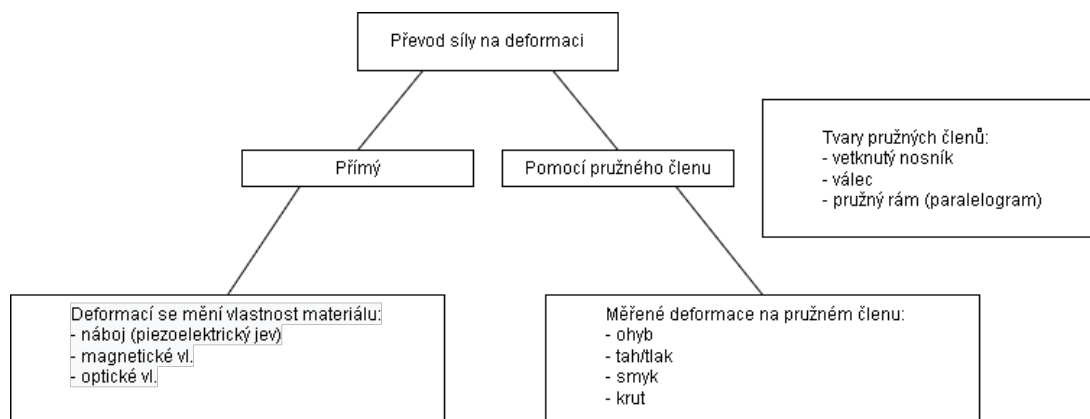 Převod síly na deformaci
Přímý
Pomocí pružného členu
Tvary pružných členů:
- vetknutý nosník
- válec
- pružný rám (paralelogram)
Deformací se mění vlastnost materiálu:
- náboj (piezoelektrický jev)
- magnetické vl.
- optické vl.
Měřené deformace na pružném členu:
- ohyb
- tah/tlak
- smyk
- krut